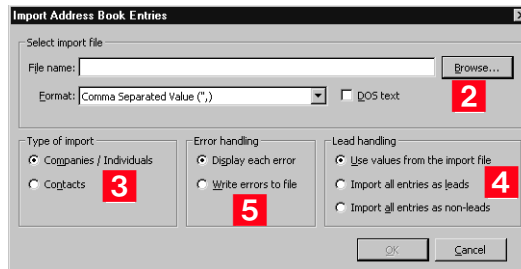 Import Address Book Entries
Select import file
File name:
Browse...
Format: Comma Separated Value (",)
DOS text
2
Type of import
Companies / Individuals
Contacts
3
Error handling
Display each error
Write errors to file
5
Lead handling
Use values from the import file
Import all entries as leads
Import all entries as non-leads
4
OK
Cancel